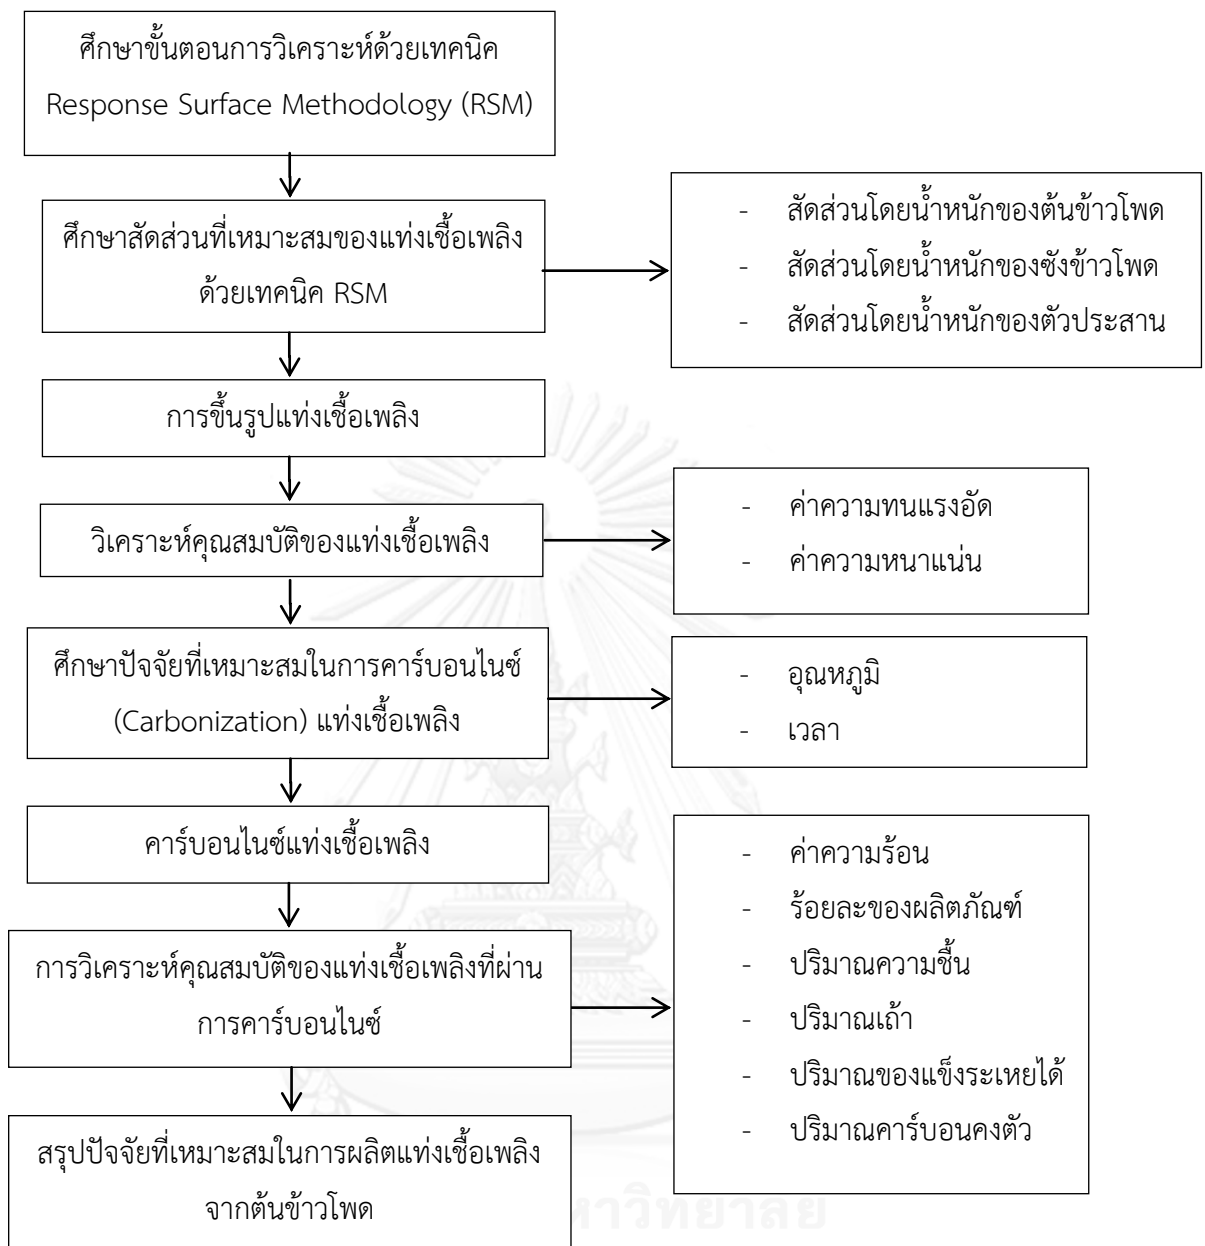 ศึกษาขั้นตอนการวิเคราะห์ด้วยเทคนิค
Response Surface Methodology (RSM)
ศึกษาสัดส่วนที่เหมาะสมของแท่งเชื้อเพลิง
ด้วยเทคนิค RSM
- สัดส่วนโดยน้ำหนักของต้นข้าวโพด
- สัดส่วนโดยน้ำหนักของซังข้าวโพด
- สัดส่วนโดยน้ำหนักของตัวประสาน
การขึ้นรูปแท่งเชื้อเพลิง
วิเคราะห์คุณสมบัติของแท่งเชื้อเพลิง
- ค่าความทนแรงอัด
- ค่าความหนาแน่น
ศึกษาปัจจัยที่เหมาะสมในการคาร์บอนไนซ์
(Carbonization) แท่งเชื้อเพลิง
- อุณหภูมิ
- เวลา
คาร์บอนไนซ์แท่งเชื้อเพลิง
การวิเคราะห์คุณสมบัติของแท่งเชื้อเพลิงที่ผ่าน
การคาร์บอนไนซ์
- ค่าความร้อน
- ร้อยละของผลิตภัณฑ์
- ปริมาณความชื้น
- ปริมาณเถ้า
- ปริมาณของแข็งระเหยได้
- ปริมาณคาร์บอนคงตัว
สรุปปัจจัยที่เหมาะสมในการผลิตแท่งเชื้อเพลิง
จากต้นข้าวโพด
หาวิทยาลัย